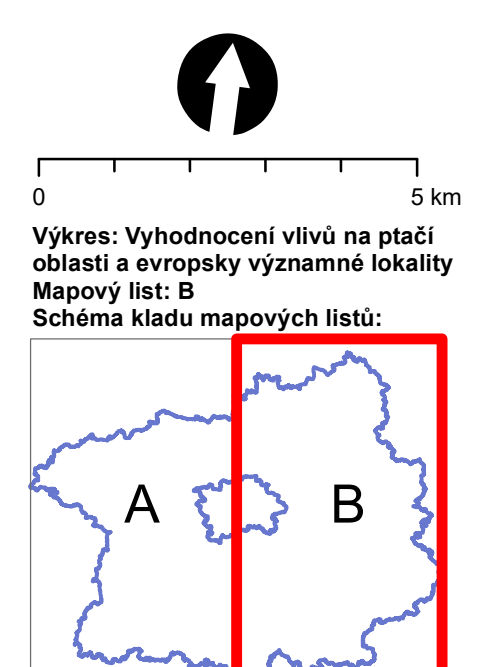 0 5 km
Výkres: Vyhodnocení vlivů na ptačí
oblasti a evropsky významné lokality
Mapový list: B
Schéma kladu mapových listů:
A B